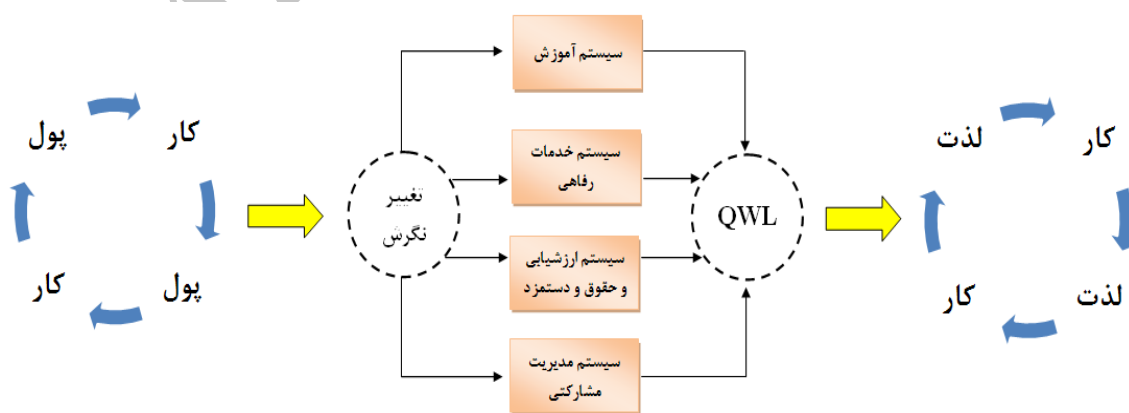 پول
کار
پول
کار
تغییر
نگرش
سیستم آموزش
سیستم خدمات
رفاهی
سیستم ارزشیابی
و حقوق و دستمزد
سیستم مدیریت
مشارکتی
QWL
لذت
کار
لذت
کار